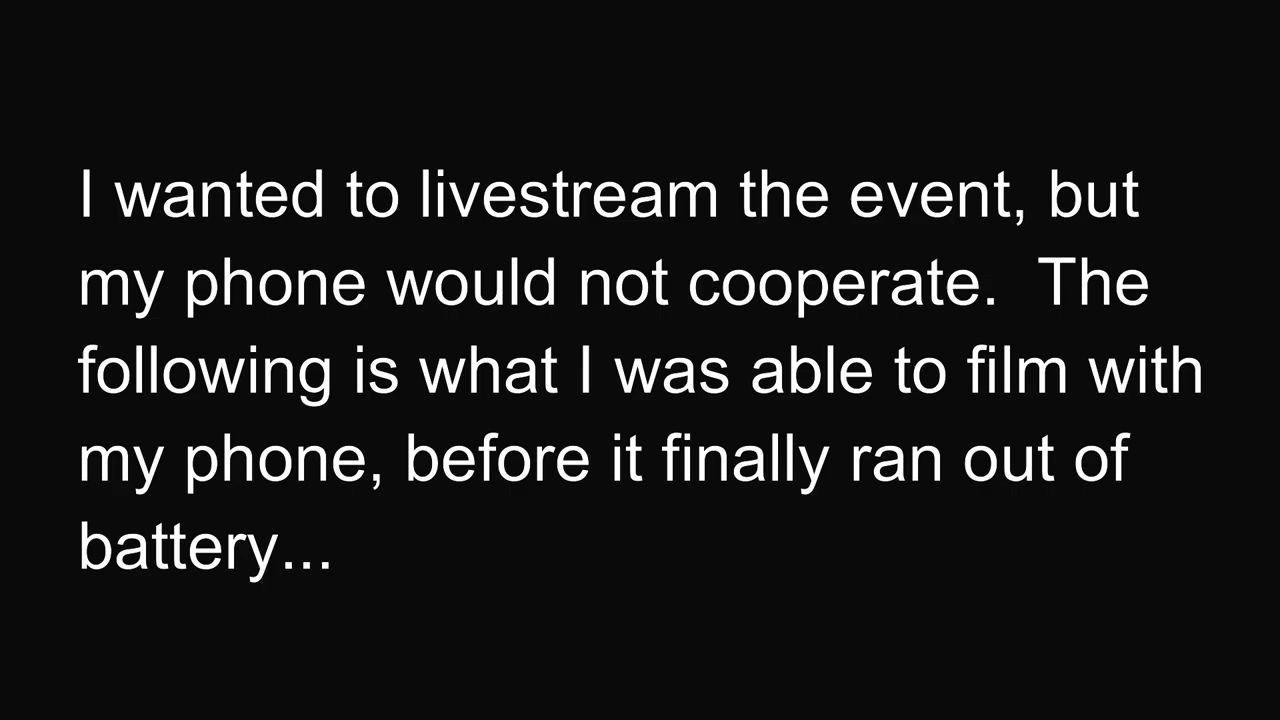 I wanted to livestream the event, but
my phone would not cooperate.  The
following is what I was able to film with
my phone, before it finally ran out of
battery...